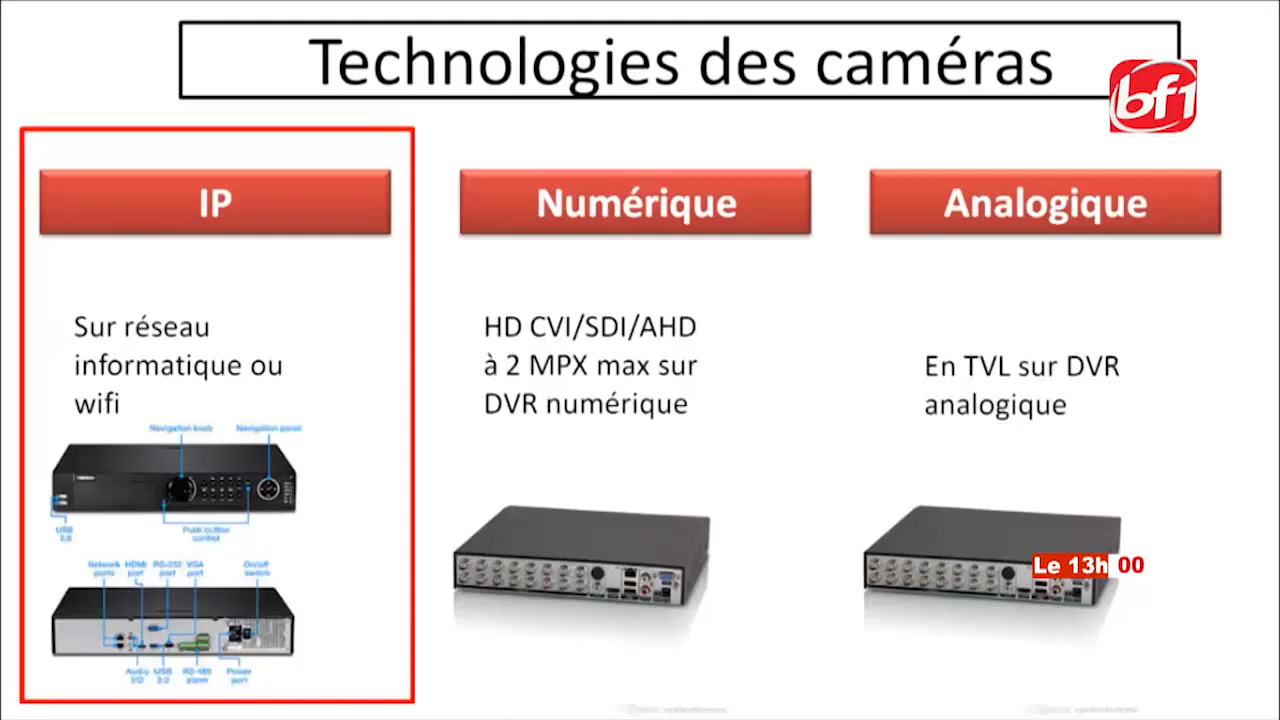 Technologies des caméras
bf1
IP
Numérique
Analogique
Sur réseau
informatique ou
wifi
HD CVI/SDI/AHD
à 2 MPX max sur
DVR numérique
En TVL sur DVR
analogique
Navigation knob
Navigation panel
USB
2.0
Push button
control
Network
ports
HDMI
port
RS-232
port
VGA
port
On/off
switch
Audio
I/O
USB
3.0
RS-485
alarm
Power
port
Le 13h 00